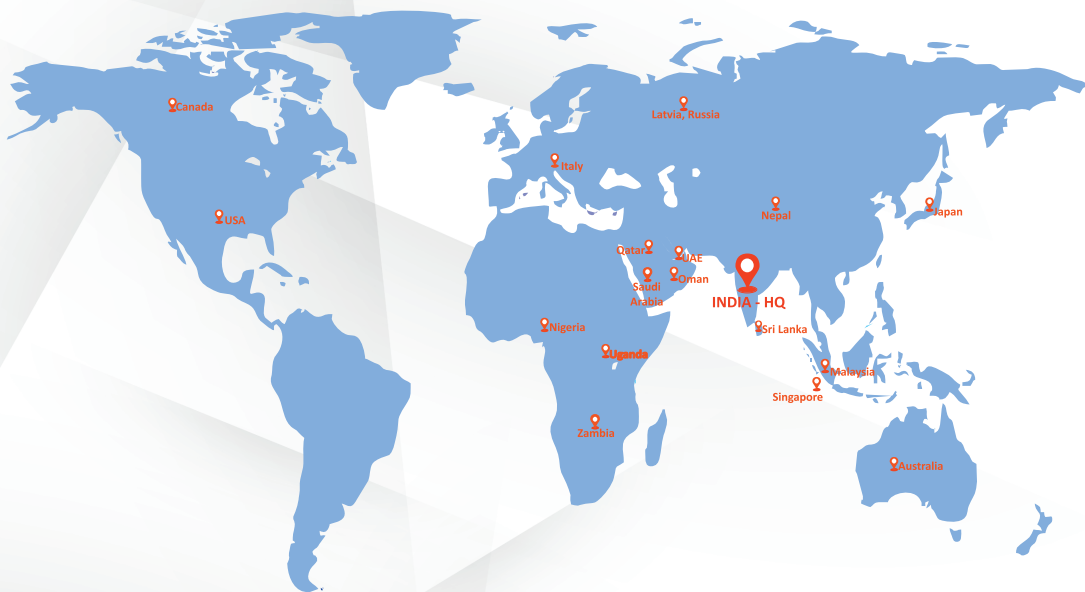 Canada
Latvia, Russia
Italy
USA
Nepal
Japan
Qatar
UAE
Oman
Saudi
Arabia
INDIA - HQ
Nigeria
Sri Lanka
Uganda
Malaysia
Singapore
Zambia
Australia